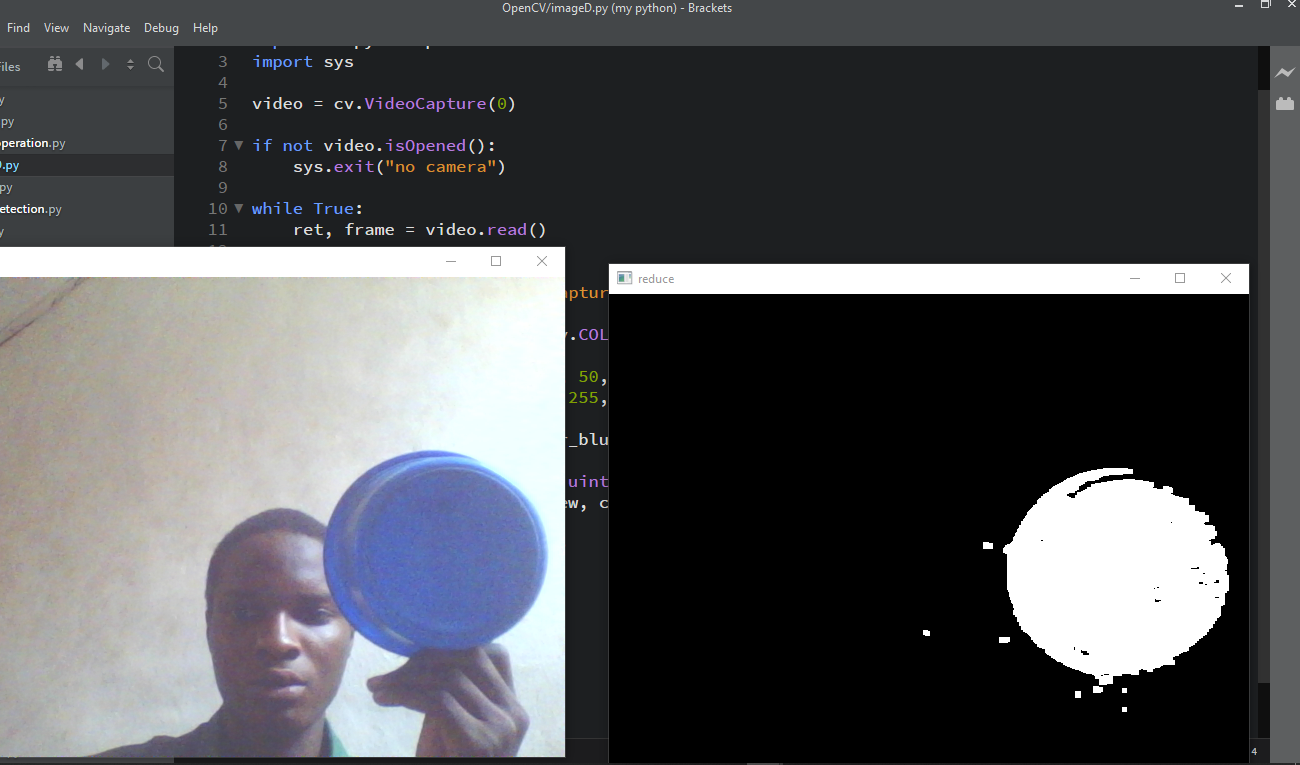 OpenCV/imageD.py (my python) - Brackets
Find View Navigate Debug Help
3 import sys
4
5 video = cv.VideoCapture(0)
6
7 if not video.isOpened():
8 sys.exit("no camera")
9
10 while True:
11 ret, frame = video.read()
iles
y
py
peration.py
.py
py
etection.py
y
reduce
aptur
.COL
50,
255,
r_blu
uint
ew, c
4